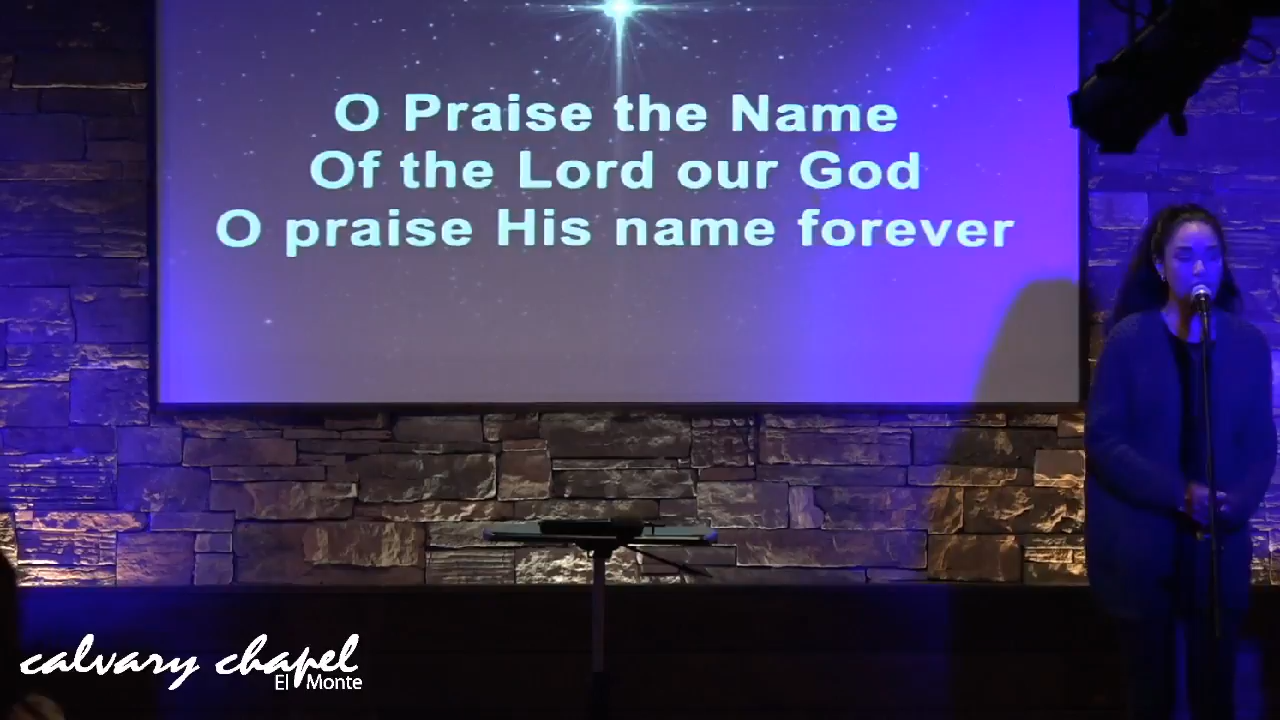 O Praise the Name
Of the Lord our God
O praise His name forever
calvary chapel
El Monte